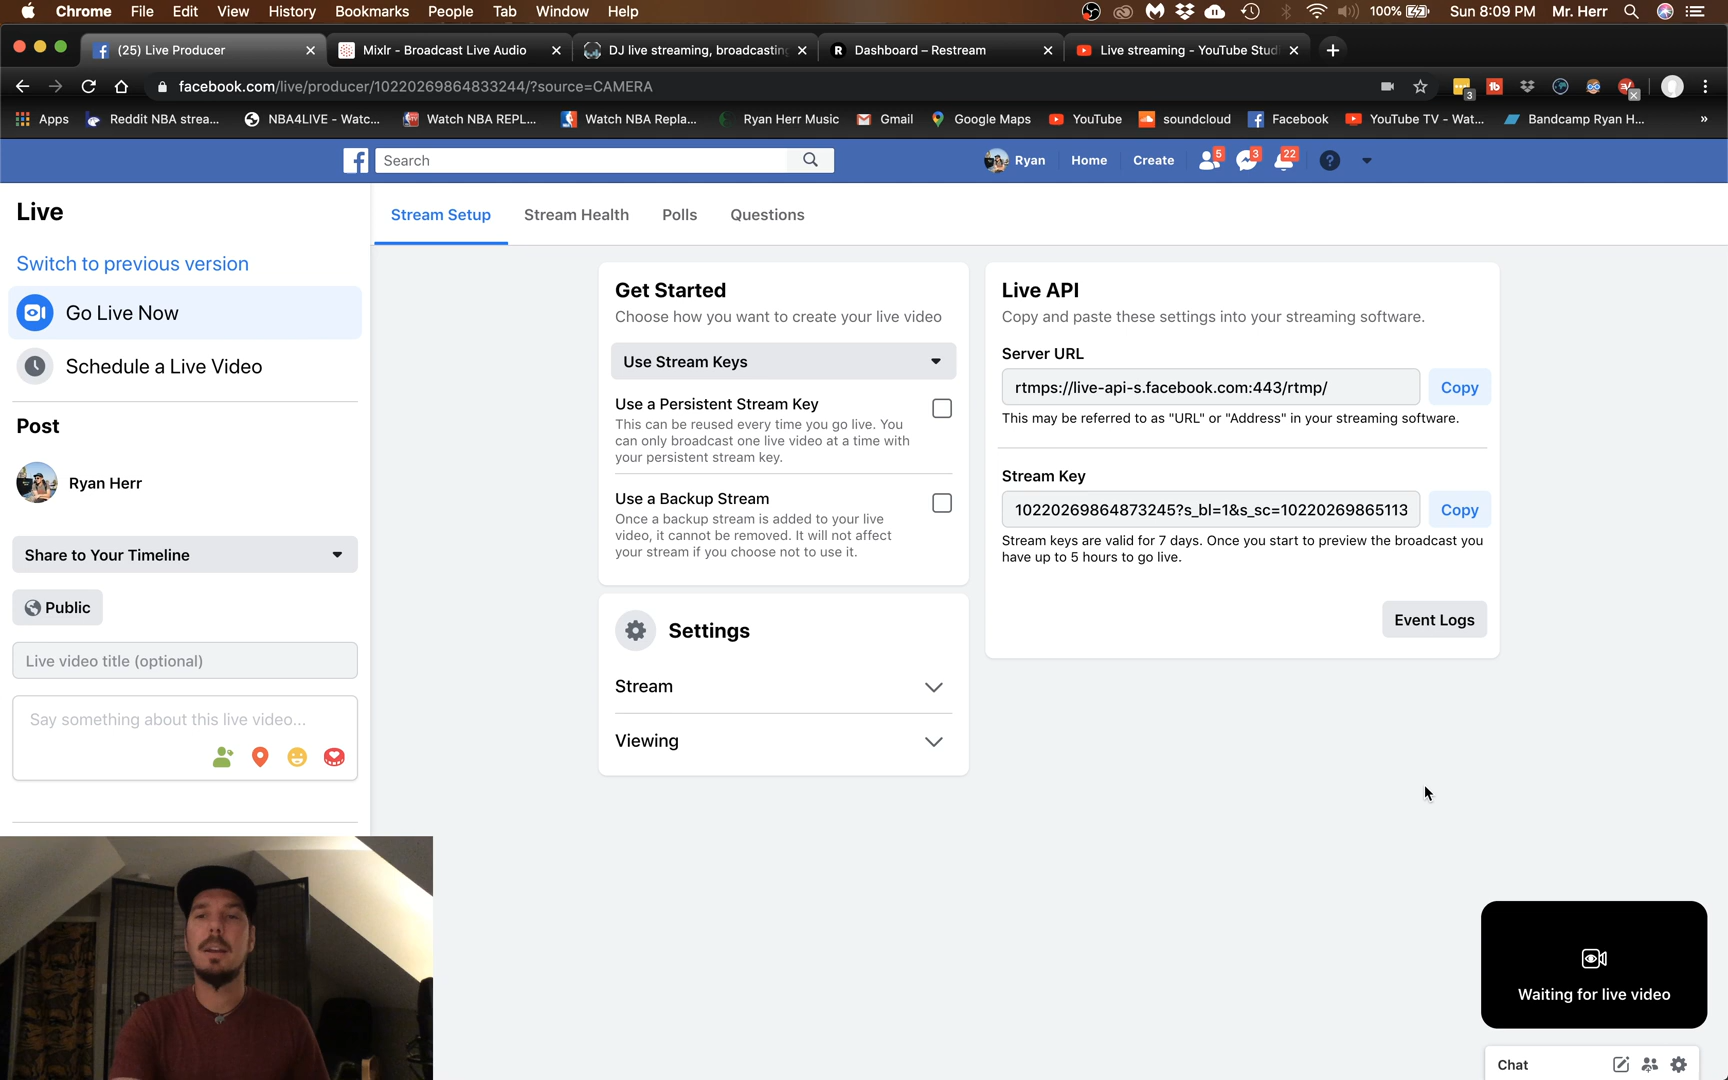 Chrome File Edit View History Bookmarks People Tab Window Help 100% Sun 8:09 PM Mr. Herr
(25) Live Producer Mixlr - Broadcast Live Audio DJ live streaming, broadcasting Dashboard – Restream Live streaming - YouTube Studi
facebook.com/live/producer/10220269864833244/?source=CAMERA 3
Apps Reddit NBA strea... NBA4LIVE - Watc... Watch NBA REPL... Watch NBA Repla... Ryan Herr Music Gmail Google Maps YouTube soundcloud Facebook YouTube TV - Wat... Bandcamp Ryan H... »
Search Ryan Home Create 5 3 22 ?
Live
Switch to previous version
Go Live Now
Schedule a Live Video
Post
Ryan Herr
Share to Your Timeline
Public
Live video title (optional)
Say something about this live video...
Stream Setup Stream Health Polls Questions
Get Started
Choose how you want to create your live video
Use Stream Keys
Use a Persistent Stream Key
This can be reused every time you go live. You
can only broadcast one live video at a time with
your persistent stream key.
Use a Backup Stream
Once a backup stream is added to your live
video, it cannot be removed. It will not affect
your stream if you choose not to use it.
Settings
Stream
Viewing
Live API
Copy and paste these settings into your streaming software.
Server URL
rtmps://live-api-s.facebook.com:443/rtmp/ Copy
This may be referred to as "URL" or "Address" in your streaming software.
Stream Key
10220269864873245?s_bl=1&s_sc=10220269865113 Copy
Stream keys are valid for 7 days. Once you start to preview the broadcast you
have up to 5 hours to go live.
Event Logs
Waiting for live video
Chat